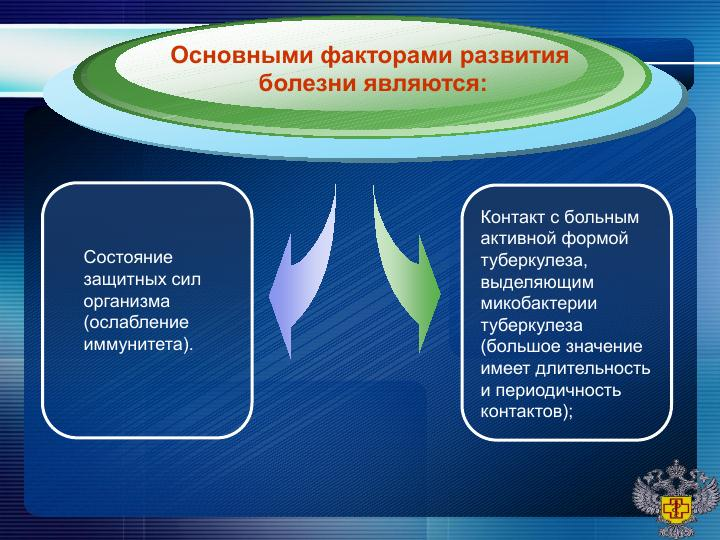 Основными факторами развития
болезни являются:
Состояние
защитных сил
организма
(ослабление
иммунитета).
Контакт с больным
активной формой
туберкулеза,
выделяющим
микобактерии
туберкулеза
(большое значение
имеет длительность
и периодичность
контактов);